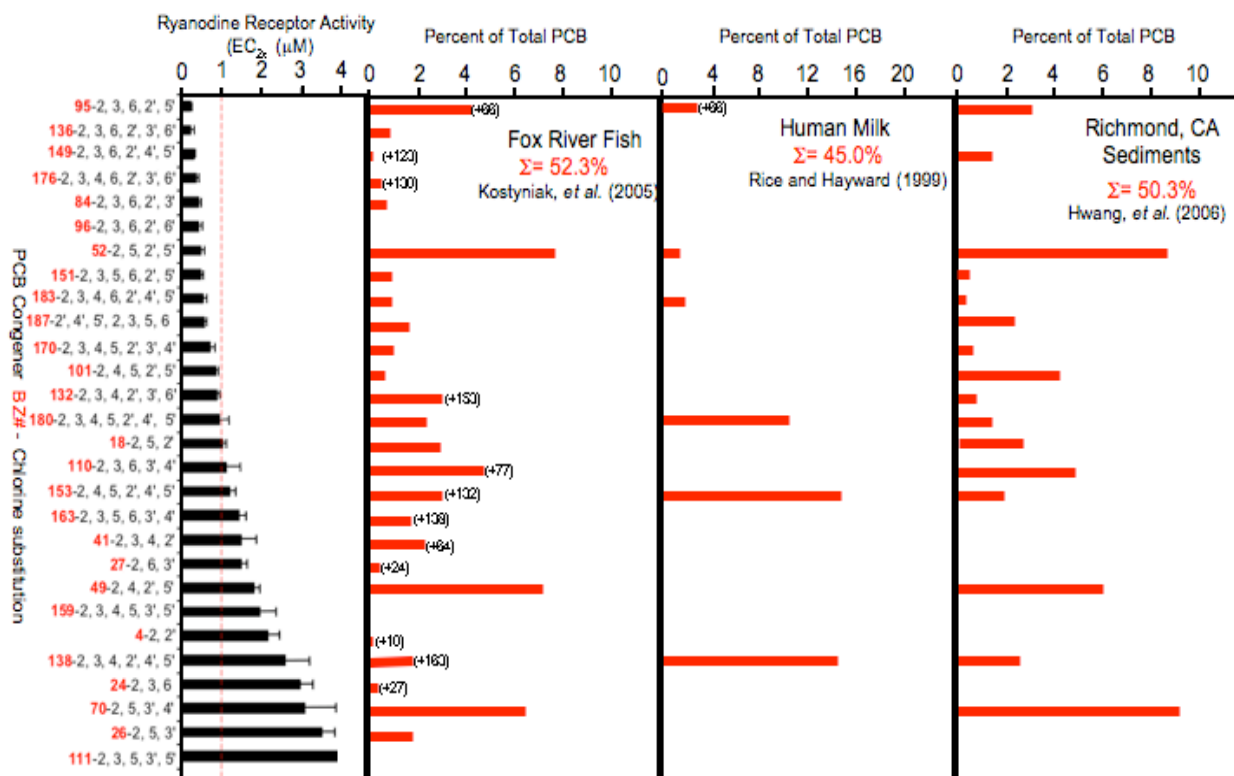 Ryanodine Receptor Activity
(EC2x (µM)
0 1 2 3 4
Percent of Total PCB
0 2 4 6 8 10
Percent of Total PCB
0 4 8 12 16 20
Percent of Total PCB
0 2 4 6 8 10
PCB Congener BZ# - Chlorine substitution
95-2, 3, 6, 2', 5'
136-2, 3, 6, 2', 3', 6'
149-2, 3, 6, 2', 4', 5'
176-2, 3, 4, 6, 2', 3', 6'
84-2, 3, 6, 2', 3'
96-2, 3, 6, 2', 6'
52-2, 5, 2', 5'
151-2, 3, 5, 6, 2', 5'
183-2, 3, 4, 6, 2', 4', 5'
187-2', 4', 5', 2, 3, 5, 6
170-2, 3, 4, 5, 2', 3', 4'
101-2, 4, 5, 2', 5'
132-2, 3, 4, 2', 3', 6'
180-2, 3, 4, 5, 2', 4', 5'
18-2, 5, 2'
110-2, 3, 6, 3', 4'
153-2, 4, 5, 2', 4', 5'
163-2, 3, 5, 6, 3', 4'
41-2, 3, 4, 2'
27-2, 6, 3'
49-2, 4, 2', 5'
159-2, 3, 4, 5, 3', 5'
4-2, 2'
138-2, 3, 4, 2', 4', 5'
24-2, 3, 6
70-2, 5, 3', 4'
26-2, 5, 3'
111-2, 3, 5, 3', 5'
(+66)
(+123)
(+130)
Fox River Fish
Σ= 52.3%
Kostyniak, et al. (2005)
(+153)
(+77)
(+132)
(+138)
(+64)
(+24)
(+10)
(+163)
(+27)
(+66)
Human Milk
Σ= 45.0%
Rice and Hayward (1999)
Richmond, CA
Sediments
Σ= 50.3%
Hwang, et al. (2006)